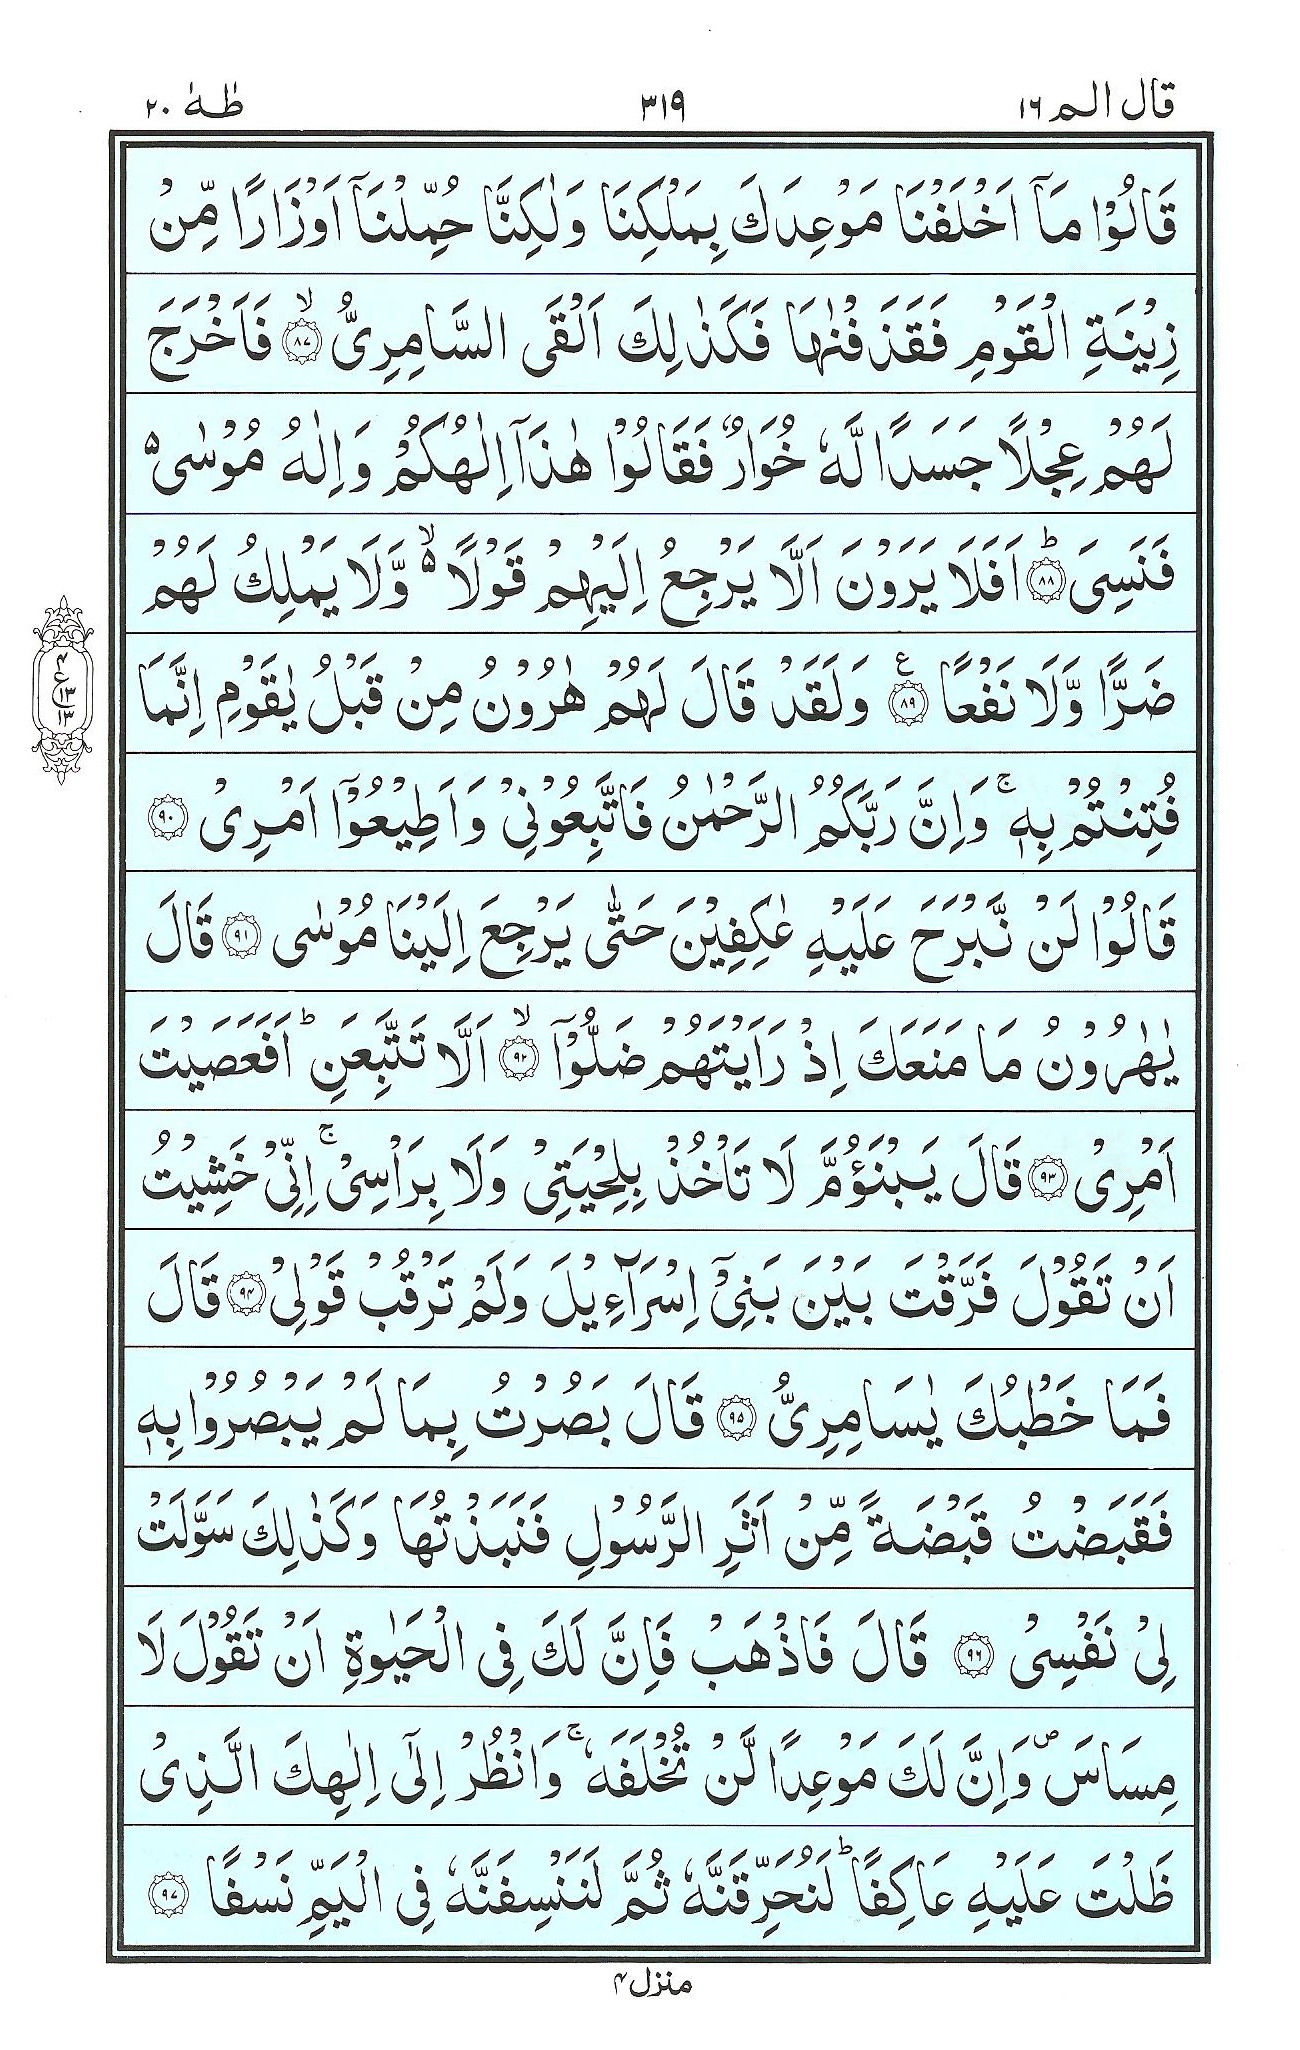 قال الم ١٦ ٣١٩ طٰهٰ ٢٠
قَالُوْا مَآ اَخْلَفْنَا مَوْعِدَكَ بِمَلْكِنَا وَلٰكِنَّا حُمِّلْنَآ اَوْزَارًا مِّنْ
زِيْنَةِ الْقَوْمِ فَقَذَفْنٰهَا فَكَذٰلِكَ اَلْقَى السَّامِرِىُّ ۙ‏﴿٨٧﴾ فَاَخْرَجَ
لَهُمْ عِجْلًا جَسَدًا لَّهٗ خُوَارٌ فَقَالُوْا هٰذَآ اِلٰهُكُمْ وَاِلٰهُ مُوْسٰى ۥ
فَنَسِىَ ﴿٨٨﴾ؕ اَفَلَا يَرَوْنَ اَلَّا يَرْجِعُ اِلَيْهِمْ قَوْلًا ۥۙ وَّلَا يَمْلِكُ لَهُمْ
ضَرًّا وَّلَا نَفْعًا ﴿٨٩﴾ع وَلَقَدْ قَالَ لَهُمْ هٰرُوْنُ مِنْ قَبْلُ يٰقَوْمِ اِنَّمَا
فُتِنْتُمْ بِهٖ ۚ وَاِنَّ رَبَّكُمُ الرَّحْمٰنُ فَاتَّبِعُوْنِىْ وَاَطِيْعُوْٓا اَمْرِىْ ﴿٩٠﴾
قَالُوْا لَنْ نَّبْرَحَ عَلَيْهِ عٰكِفِيْنَ حَتّٰى يَرْجِعَ اِلَيْنَا مُوْسٰى ﴿٩١﴾ قَالَ
يٰهٰرُوْنُ مَا مَنَعَكَ اِذْ رَاَيْتَهُمْ ضَلُّوْٓا ﴿٩٢﴾ۙ اَلَّا تَتَّبِعَنِ ؕ اَفَعَصَيْتَ
اَمْرِىْ ﴿٩٣﴾ قَالَ يَبْنَؤُمَّ لَا تَاْخُذْ بِلِحْيَتِىْ وَلَا بِرَاْسِىْ ۚ اِنِّىْ خَشِيْتُ
اَنْ تَقُوْلَ فَرَّقْتَ بَيْنَ بَنِىْٓ اِسْرَآءِيْلَ وَلَمْ تَرْقُبْ قَوْلِىْ ﴿٩٤﴾ قَالَ
فَمَا خَطْبُكَ يٰسَامِرِىُّ ﴿٩٥﴾ قَالَ بَصُرْتُ بِمَا لَمْ يَبْصُرُوْا بِهٖ
فَقَبَضْتُ قَبْضَةً مِّنْ اَثَرِ الرَّسُوْلِ فَنَبَذْتُهَا وَكَذٰلِكَ سَوَّلَتْ
لِىْ نَفْسِىْ ﴿٩٦﴾ قَالَ فَاذْهَبْ فَاِنَّ لَكَ فِى الْحَيٰوةِ اَنْ تَقُوْلَ لَا
مِسَاسَ ۖ وَاِنَّ لَكَ مَوْعِدًا لَّنْ تُخْلَفَهٗ ۚ وَانْظُرْ اِلٰٓى اِلٰهِكَ الَّذِىْ
ظَلْتَ عَلَيْهِ عَاكِفًا ؕ لَنُحَرِّقَنَّهٗ ثُمَّ لَنَنْسِفَنَّهٗ فِى الْيَمِّ نَسْفًا ﴿٩٧﴾
منزل ٤
٤
ع ١٣
١٣